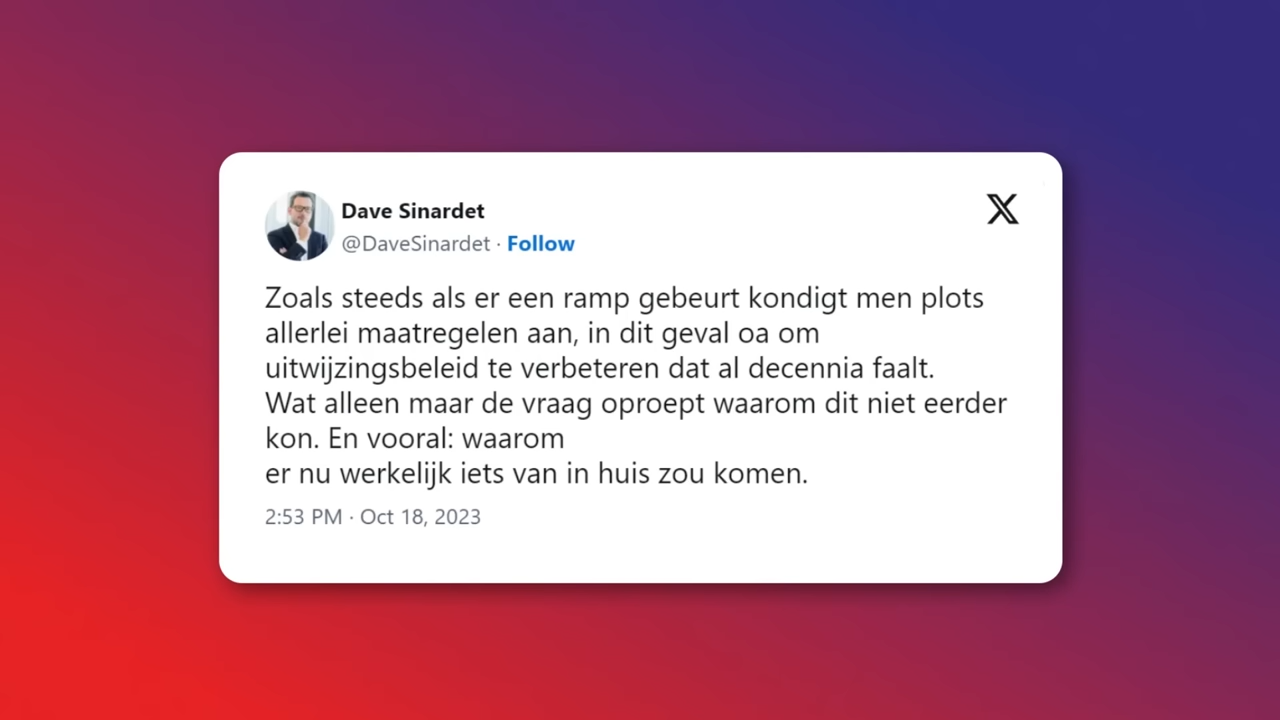 Dave Sinardet
@DaveSinardet · Follow
Zoals steeds als er een ramp gebeurt kondigt men plots
allerlei maatregelen aan, in dit geval oa om
uitwijzingsbeleid te verbeteren dat al decennia faalt.
Wat alleen maar de vraag oproept waarom dit niet eerder
kon. En vooral: waarom
er nu werkelijk iets van in huis zou komen.
2:53 PM · Oct 18, 2023